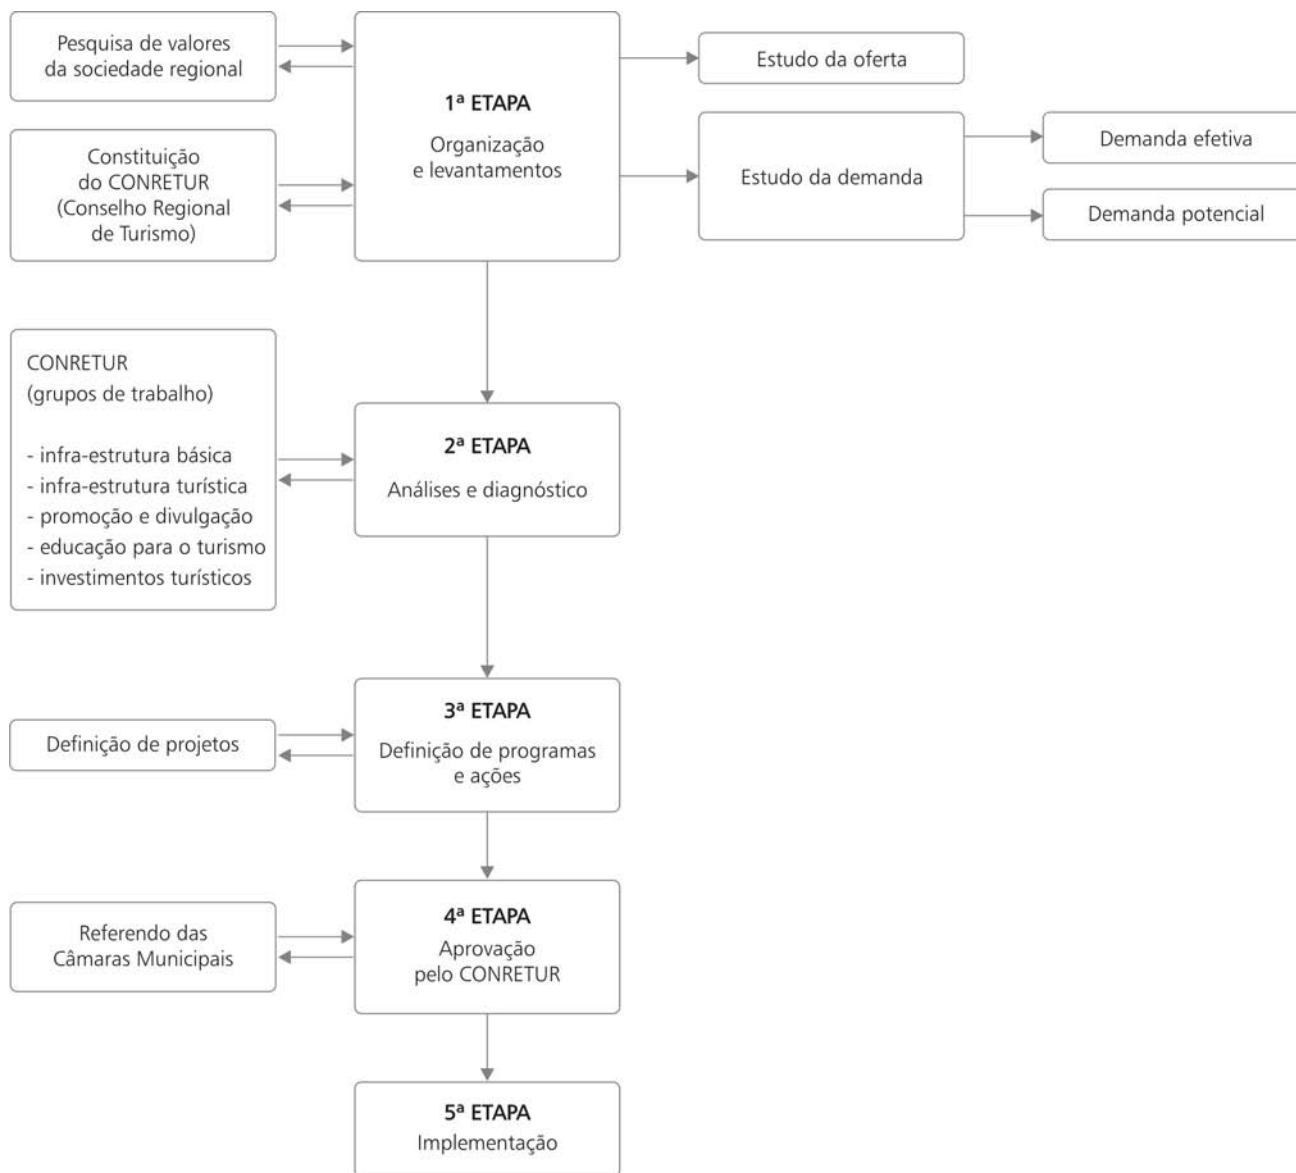 Pesquisa de valores
da sociedade regional
1ª ETAPA
Organização
e levantamentos
Estudo da oferta
Constituição
do CONRETUR
(Conselho Regional
de Turismo)
Estudo da demanda
Demanda efetiva
Demanda potencial
CONRETUR
(grupos de trabalho)
- infra-estrutura básica
- infra-estrutura turística
- promoção e divulgação
- educação para o turismo
- investimentos turísticos
2ª ETAPA
Análises e diagnóstico
Definição de projetos
3ª ETAPA
Definição de programas
e ações
Referendo das
Câmaras Municipais
4ª ETAPA
Aprovação
pelo CONRETUR
5ª ETAPA
Implementação